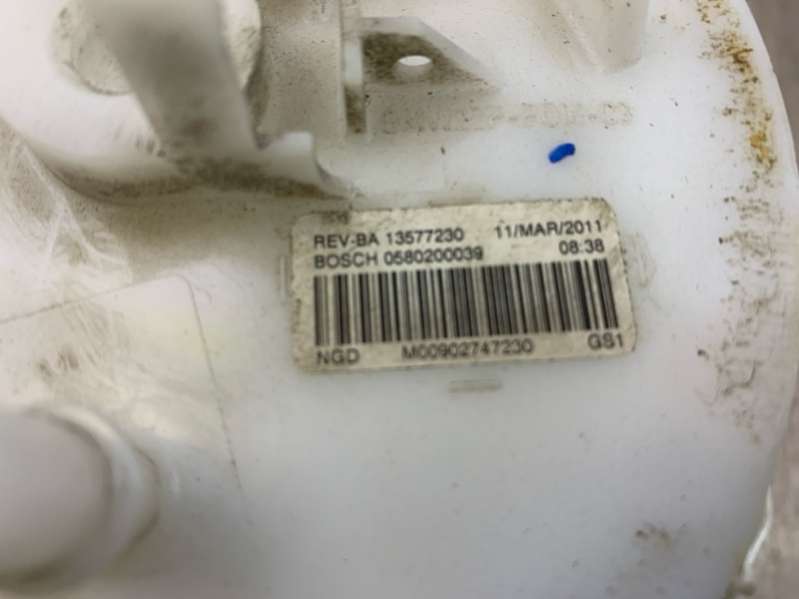 REV-BA 13577230 11/MAR/2011
BOSCH 0580200039 08:38
NGD M00902747230 GS1